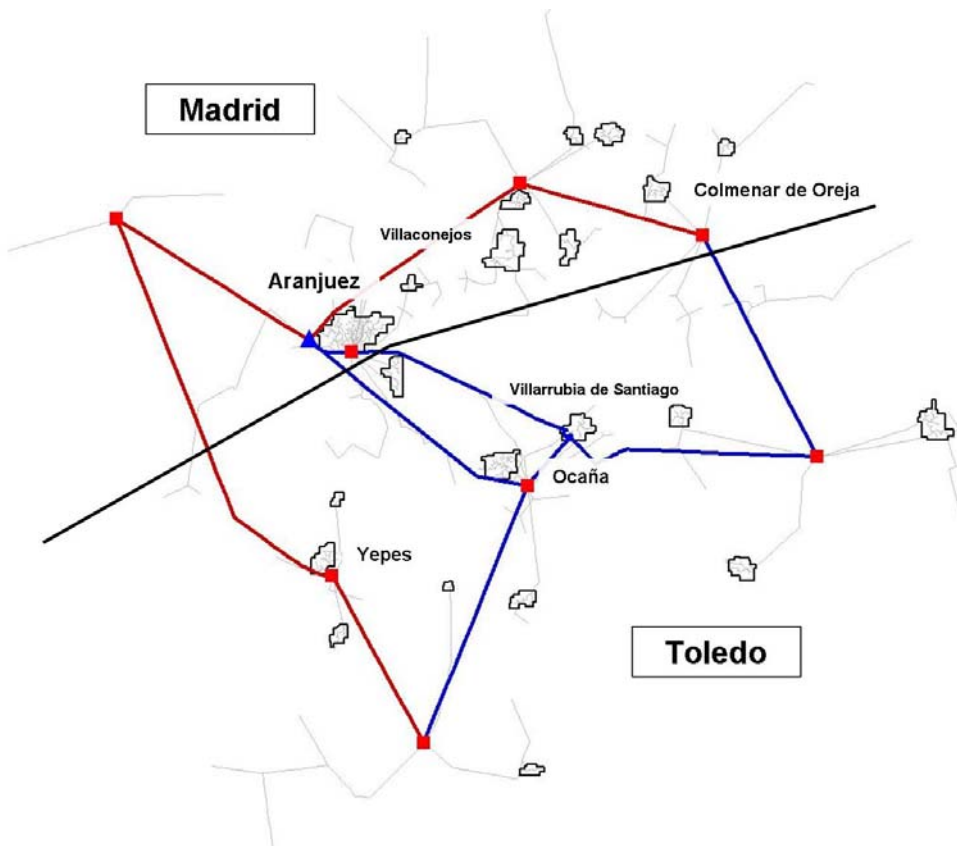 Madrid
Colmenar de Oreja
Villaconejos
Aranjuez
Villarrubia de Santiago
Ocaña
Yepes
Toledo